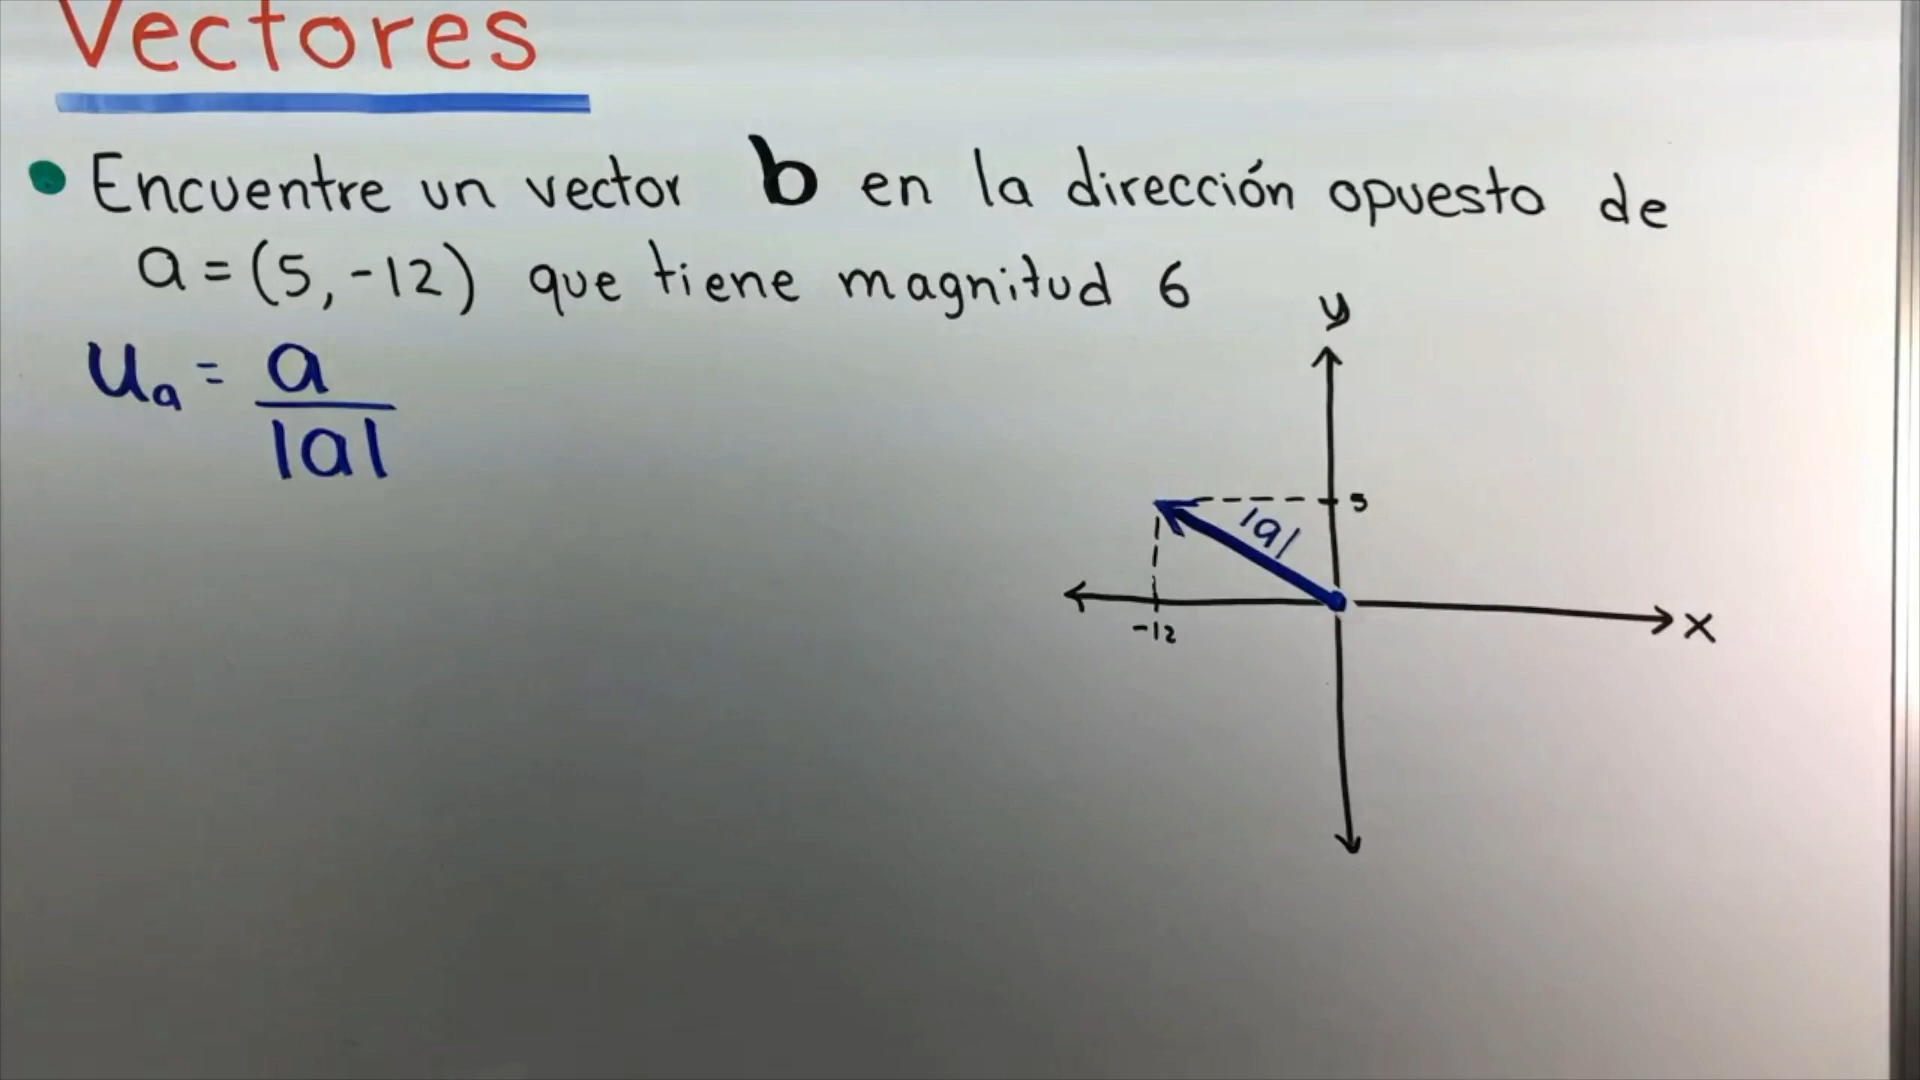 Vectores
Encuentre un vector b en la dirección opuesto de
a = (5, -12) que tiene magnitud 6
y
Ua = a
|a|
5
|a|
-12
x